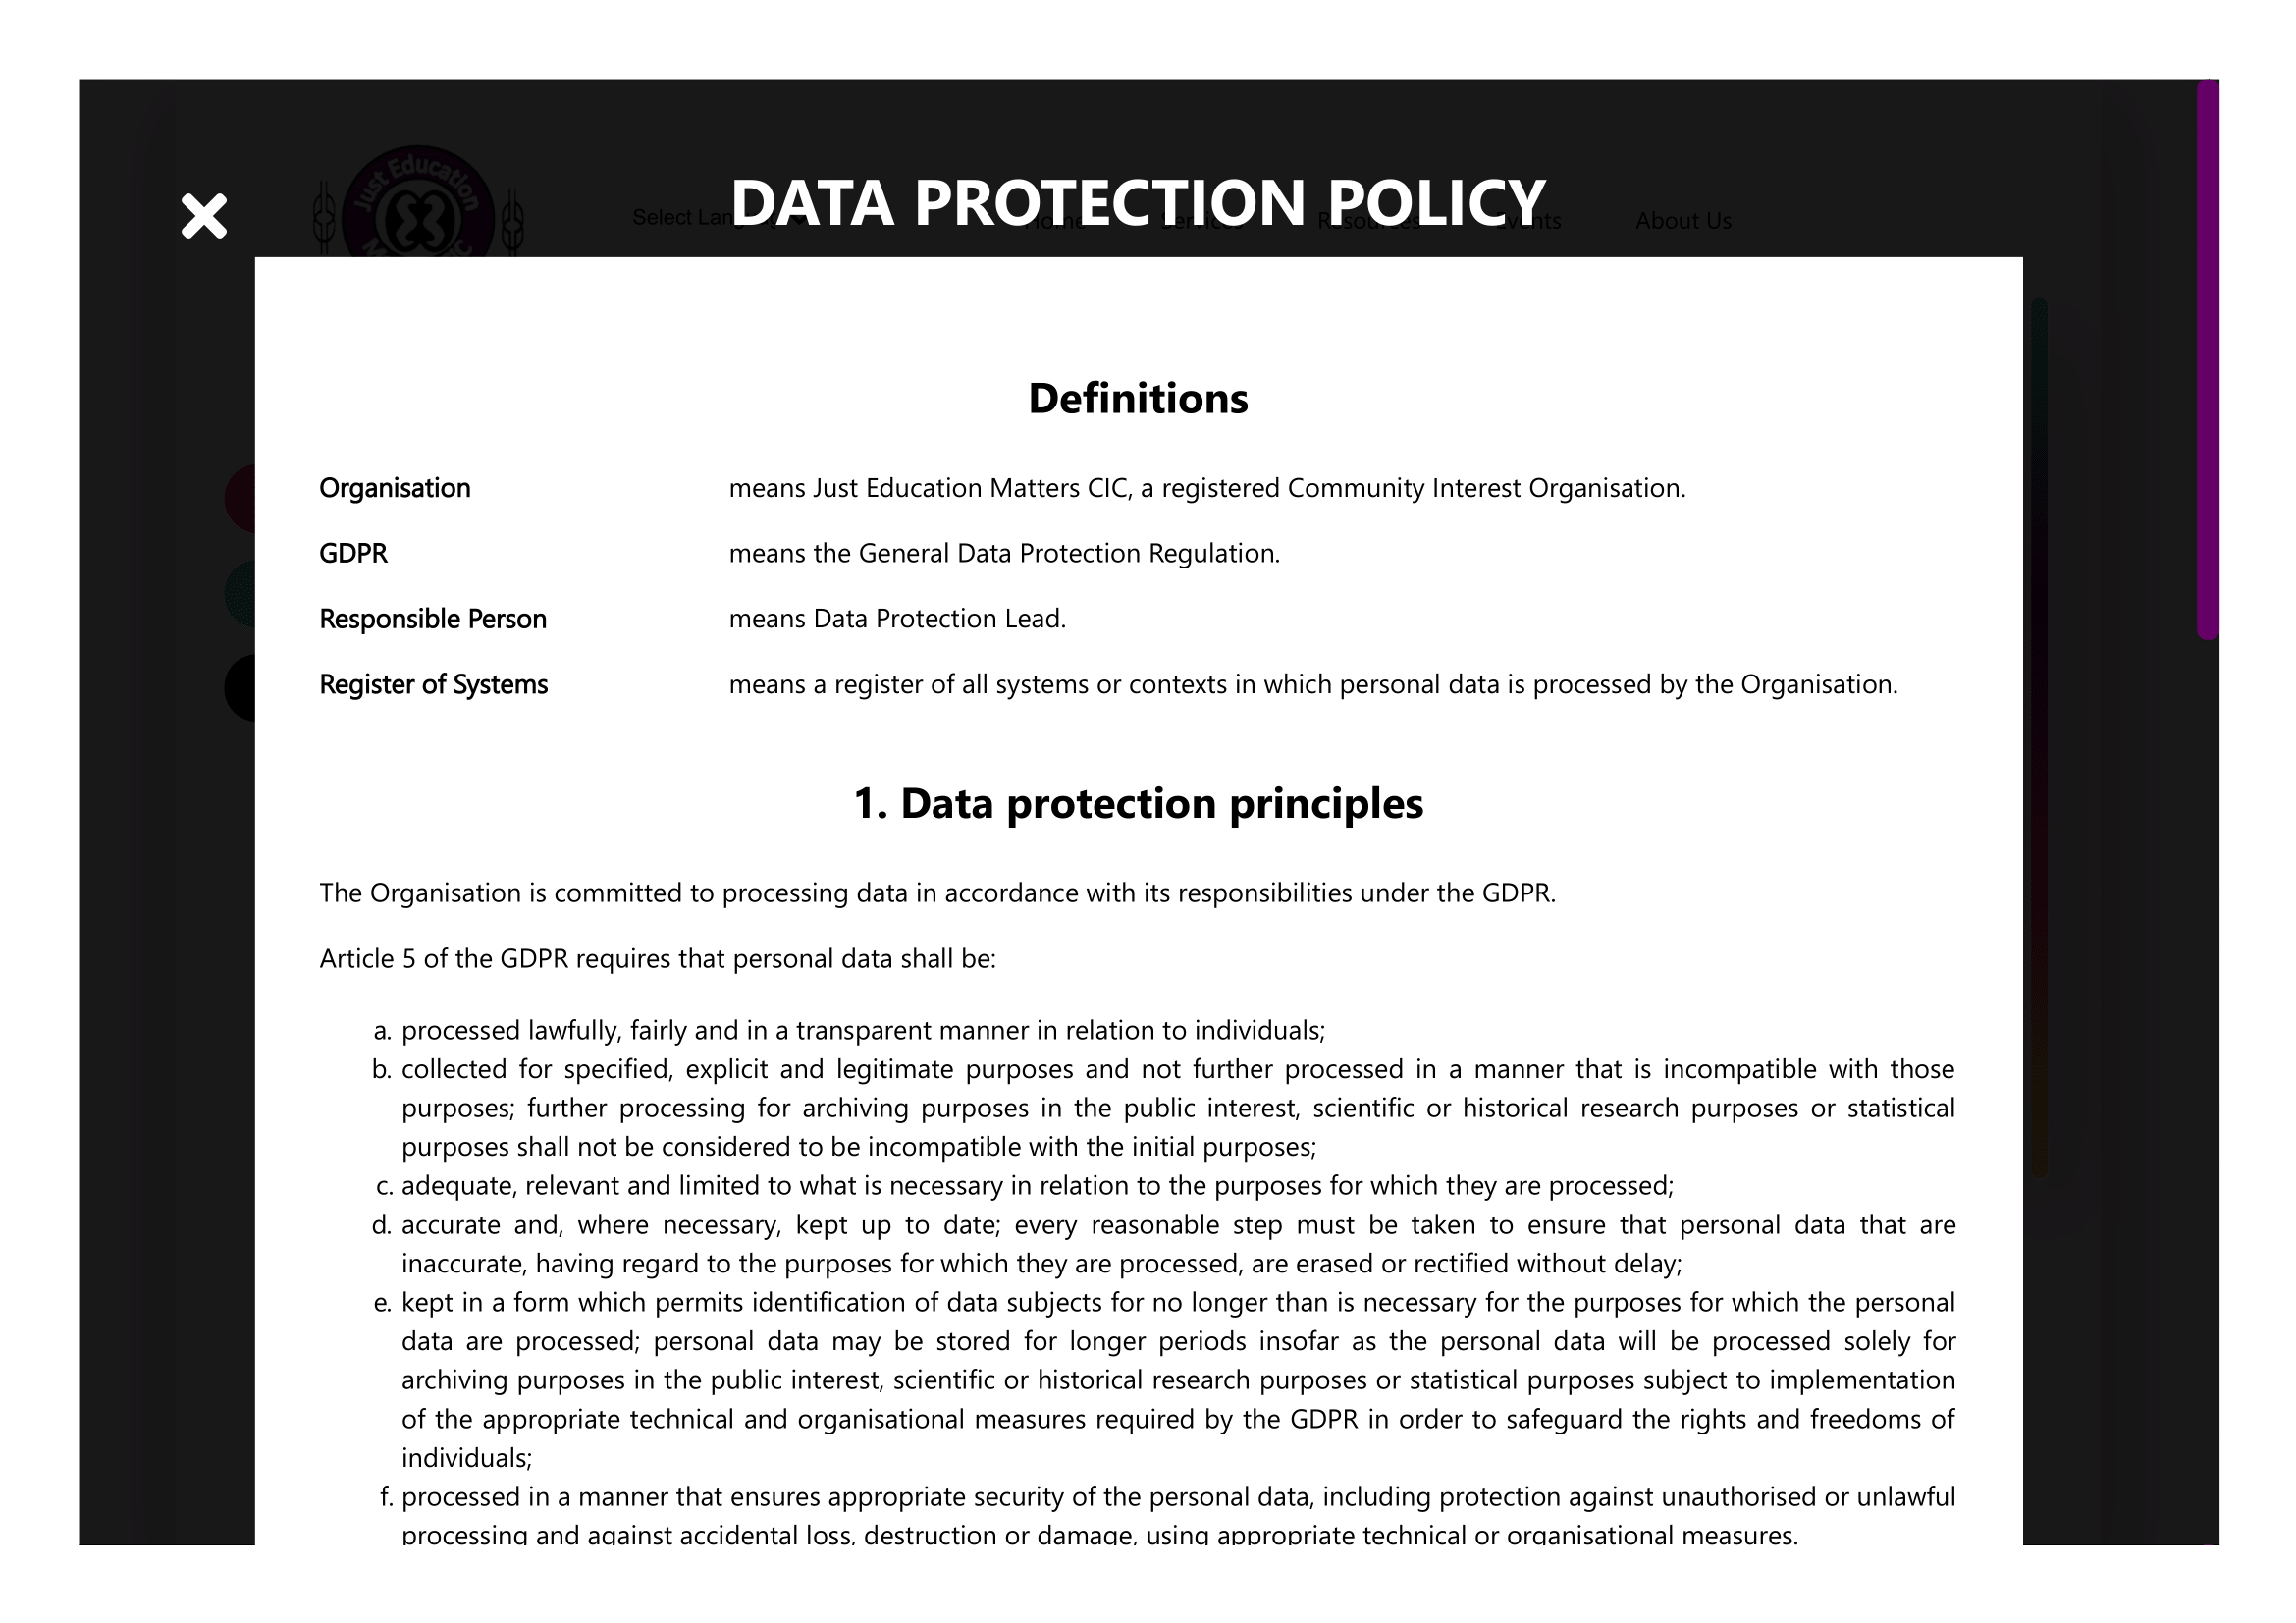 Just Education
DATA PROTECTION POLICY
Select Home Services Resources Events About Us
Definitions
Organisation means Just Education Matters CIC, a registered Community Interest Organisation.
GDPR means the General Data Protection Regulation.
Responsible Person means Data Protection Lead.
Register of Systems means a register of all systems or contexts in which personal data is processed by the Organisation.
1. Data protection principles
The Organisation is committed to processing data in accordance with its responsibilities under the GDPR.
Article 5 of the GDPR requires that personal data shall be:
a. processed lawfully, fairly and in a transparent manner in relation to individuals;
b. collected for specified, explicit and legitimate purposes and not further processed in a manner that is incompatible with those
purposes; further processing for archiving purposes in the public interest, scientific or historical research purposes or statistical
purposes shall not be considered to be incompatible with the initial purposes;
c. adequate, relevant and limited to what is necessary in relation to the purposes for which they are processed;
d. accurate and, where necessary, kept up to date; every reasonable step must be taken to ensure that personal data that are
inaccurate, having regard to the purposes for which they are processed, are erased or rectified without delay;
e. kept in a form which permits identification of data subjects for no longer than is necessary for the purposes for which the personal
data are processed; personal data may be stored for longer periods insofar as the personal data will be processed solely for
archiving purposes in the public interest, scientific or historical research purposes or statistical purposes subject to implementation
of the appropriate technical and organisational measures required by the GDPR in order to safeguard the rights and freedoms of
individuals;
f. processed in a manner that ensures appropriate security of the personal data, including protection against unauthorised or unlawful
processing and against accidental loss, destruction or damage, using appropriate technical or organisational measures.